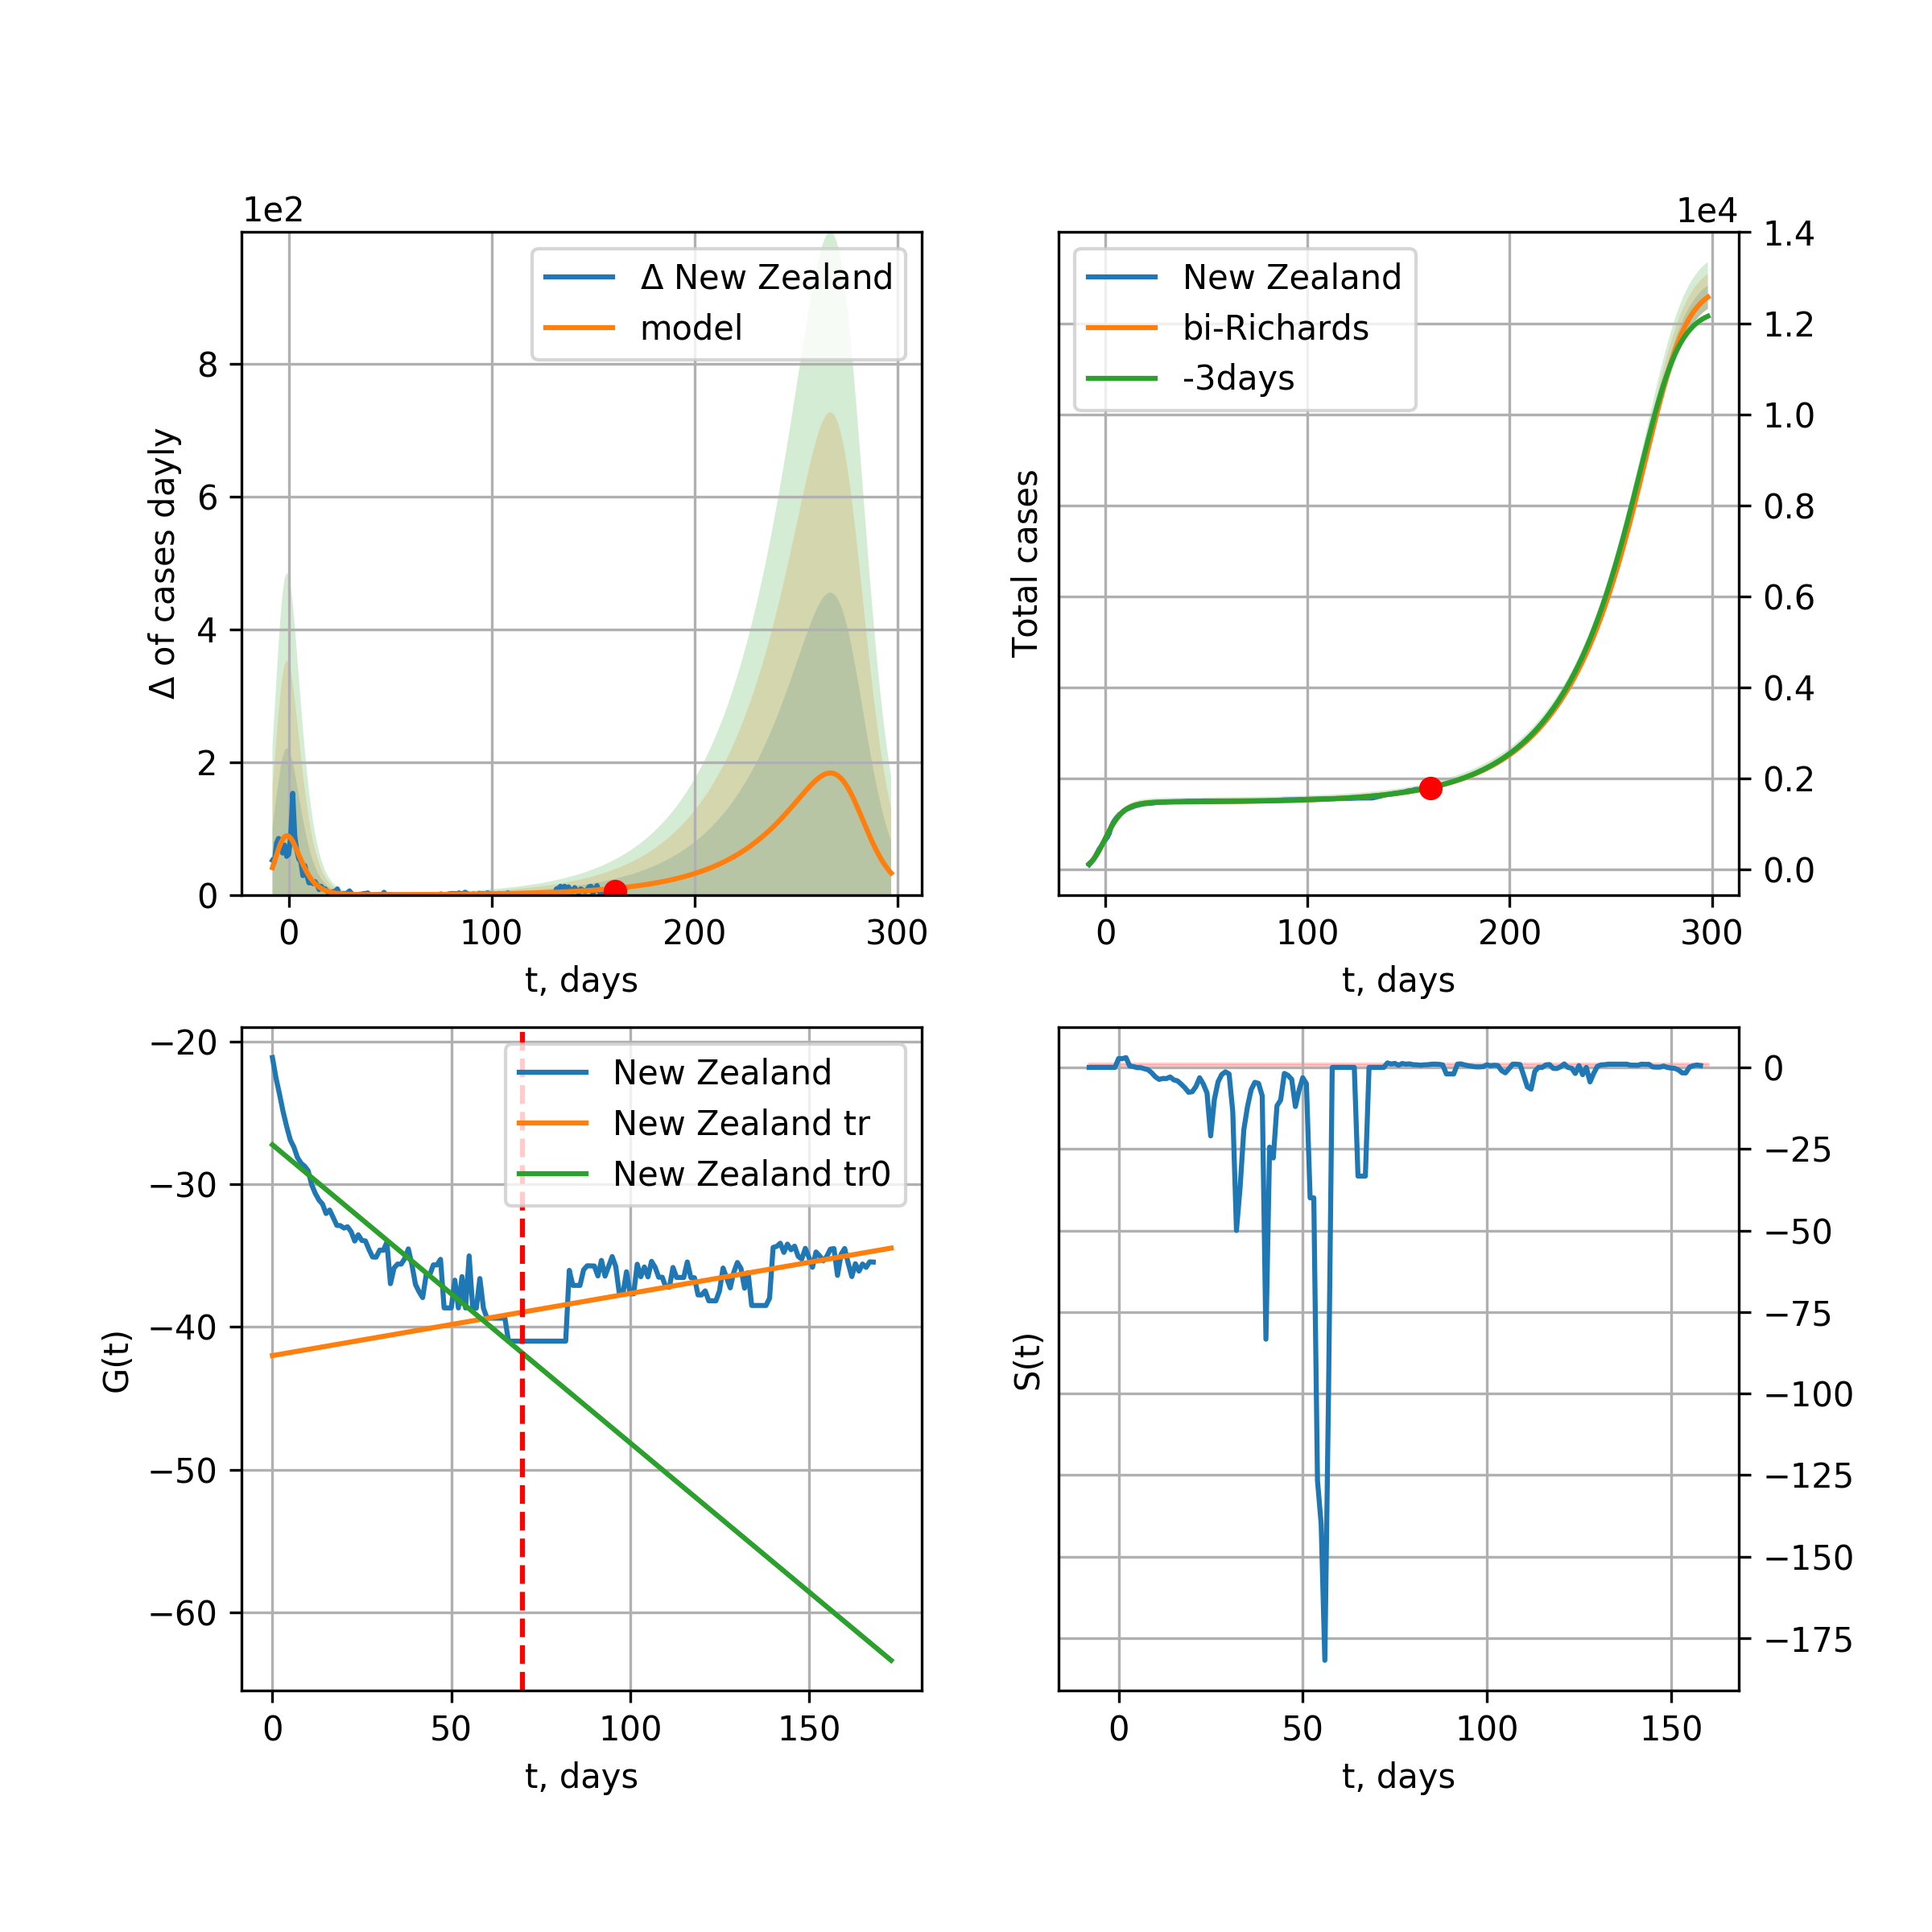 1e2
Δ New Zealand
model
8
6
4
2
0
Δ of cases dayly
0 100 200 300
t, days
1e4
New Zealand
bi-Richards
-3days
1.4
1.2
1.0
0.8
0.6
0.4
0.2
0.0
Total cases
0 100 200 300
t, days
New Zealand
New Zealand tr
New Zealand tr0
−20
−30
−40
−50
−60
G(t)
0 50 100 150
t, days
0
−25
−50
−75
−100
−125
−150
−175
S(t)
0 50 100 150
t, days